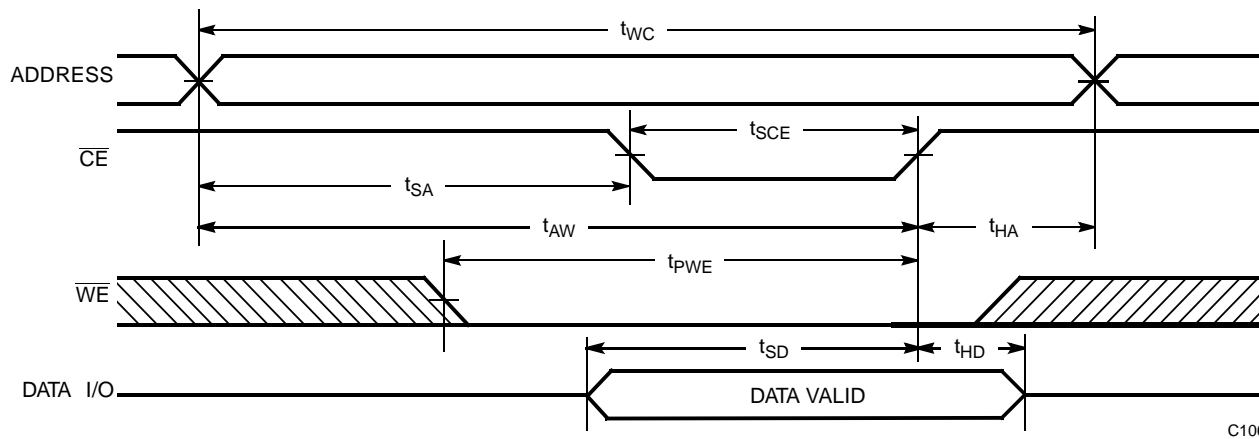 tWC
ADDRESS
tSCE
CE
tSA
tAW
tHA
tPWE
WE
tSD
tHD
DATA I/O
DATA VALID